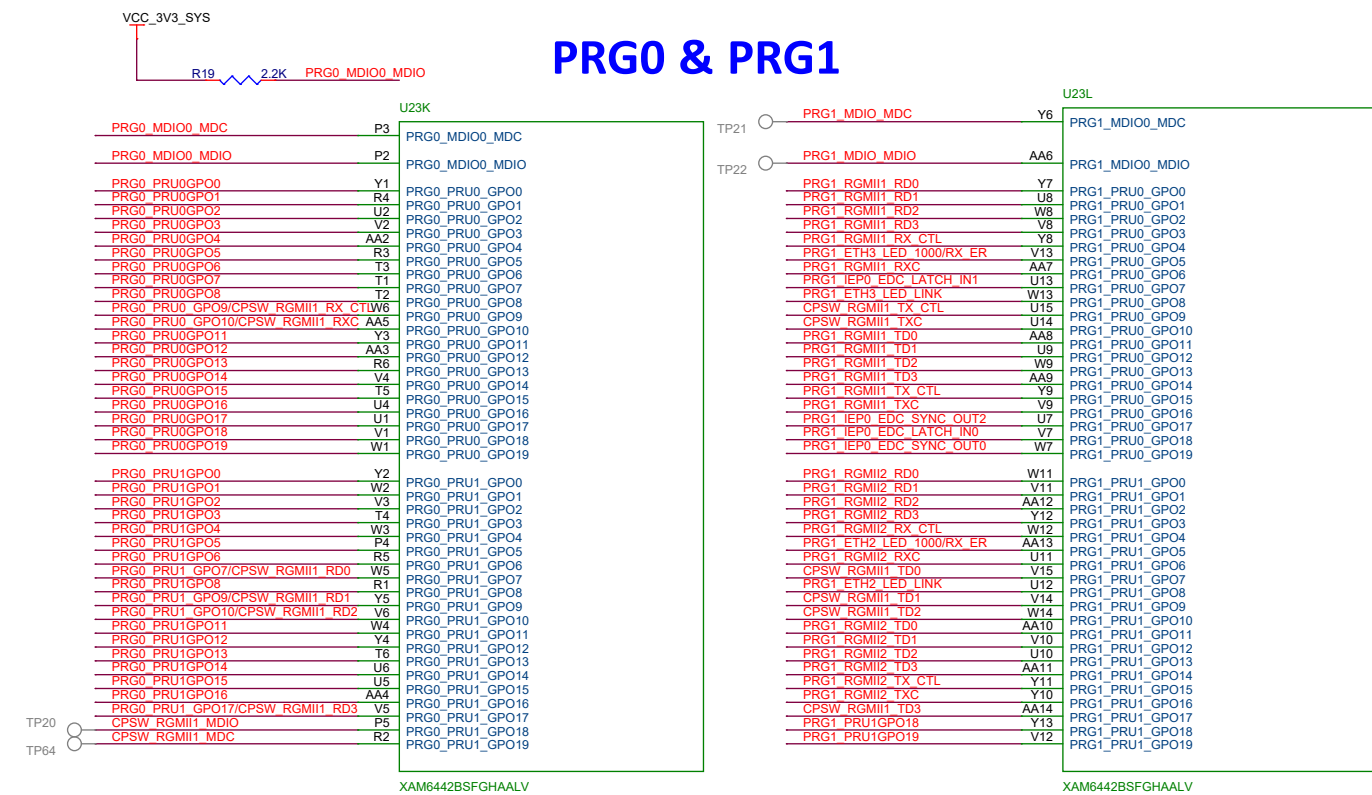 VCC_3V3_SYS
PRG0 & PRG1
R19 2.2K PRG0_MDIO0_MDIO
U23K
PRG0_MDIO0_MDC P3 PRG0_MDIO0_MDC
PRG0_MDIO0_MDIO P2 PRG0_MDIO0_MDIO
PRG0_PRU0GPO0 Y1 PRG0_PRU0_GPO0
PRG0_PRU0GPO1 R4 PRG0_PRU0_GPO1
PRG0_PRU0GPO2 U2 PRG0_PRU0_GPO2
PRG0_PRU0GPO3 V2 PRG0_PRU0_GPO3
PRG0_PRU0GPO4 AA2 PRG0_PRU0_GPO4
PRG0_PRU0GPO5 R3 PRG0_PRU0_GPO5
PRG0_PRU0GPO6 T3 PRG0_PRU0_GPO6
PRG0_PRU0GPO7 T1 PRG0_PRU0_GPO7
PRG0_PRU0GPO8 T2 PRG0_PRU0_GPO8
PRG0_PRU0_GPO9/CPSW_RGMII1_RX_CTL W6 PRG0_PRU0_GPO9
PRG0_PRU0_GPO10/CPSW_RGMII1_RXC AA5 PRG0_PRU0_GPO10
PRG0_PRU0GPO11 Y3 PRG0_PRU0_GPO11
PRG0_PRU0GPO12 AA3 PRG0_PRU0_GPO12
PRG0_PRU0GPO13 R6 PRG0_PRU0_GPO13
PRG0_PRU0GPO14 V4 PRG0_PRU0_GPO14
PRG0_PRU0GPO15 T5 PRG0_PRU0_GPO15
PRG0_PRU0GPO16 U4 PRG0_PRU0_GPO16
PRG0_PRU0GPO17 U1 PRG0_PRU0_GPO17
PRG0_PRU0GPO18 V1 PRG0_PRU0_GPO18
PRG0_PRU0GPO19 W1 PRG0_PRU0_GPO19
PRG0_PRU1GPO0 Y2 PRG0_PRU1_GPO0
PRG0_PRU1GPO1 W2 PRG0_PRU1_GPO1
PRG0_PRU1GPO2 V3 PRG0_PRU1_GPO2
PRG0_PRU1GPO3 T4 PRG0_PRU1_GPO3
PRG0_PRU1GPO4 W3 PRG0_PRU1_GPO4
PRG0_PRU1GPO5 P4 PRG0_PRU1_GPO5
PRG0_PRU1GPO6 R5 PRG0_PRU1_GPO6
PRG0_PRU1_GPO7/CPSW_RGMII1_RD0 W5 PRG0_PRU1_GPO7
PRG0_PRU1GPO8 R1 PRG0_PRU1_GPO8
PRG0_PRU1_GPO9/CPSW_RGMII1_RD1 Y5 PRG0_PRU1_GPO9
PRG0_PRU1_GPO10/CPSW_RGMII1_RD2 V6 PRG0_PRU1_GPO10
PRG0_PRU1GPO11 W4 PRG0_PRU1_GPO11
PRG0_PRU1GPO12 Y4 PRG0_PRU1_GPO12
PRG0_PRU1GPO13 T6 PRG0_PRU1_GPO13
PRG0_PRU1GPO14 U6 PRG0_PRU1_GPO14
PRG0_PRU1GPO15 U5 PRG0_PRU1_GPO15
PRG0_PRU1GPO16 AA4 PRG0_PRU1_GPO16
PRG0_PRU1_GPO17/CPSW_RGMII1_RD3 V5 PRG0_PRU1_GPO17
TP20 CPSW_RGMII1_MDIO P5 PRG0_PRU1_GPO18
TP64 CPSW_RGMII1_MDC R2 PRG0_PRU1_GPO19
XAM6442BSFGHAALV
U23L
TP21 PRG1_MDIO_MDC Y6 PRG1_MDIO0_MDC
TP22 PRG1_MDIO_MDIO AA6 PRG1_MDIO0_MDIO
PRG1_RGMII1_RD0 Y7 PRG1_PRU0_GPO0
PRG1_RGMII1_RD1 U8 PRG1_PRU0_GPO1
PRG1_RGMII1_RD2 W8 PRG1_PRU0_GPO2
PRG1_RGMII1_RD3 V8 PRG1_PRU0_GPO3
PRG1_RGMII1_RX_CTL Y8 PRG1_PRU0_GPO4
PRG1_ETH3_LED_1000/RX_ER V13 PRG1_PRU0_GPO5
PRG1_RGMII1_RXC AA7 PRG1_PRU0_GPO6
PRG1_IEP0_EDC_LATCH_IN1 U13 PRG1_PRU0_GPO7
PRG1_ETH3_LED_LINK W13 PRG1_PRU0_GPO8
CPSW_RGMII1_TX_CTL U15 PRG1_PRU0_GPO9
CPSW_RGMII1_TXC U14 PRG1_PRU0_GPO10
PRG1_RGMII1_TD0 AA8 PRG1_PRU0_GPO11
PRG1_RGMII1_TD1 U9 PRG1_PRU0_GPO12
PRG1_RGMII1_TD2 W9 PRG1_PRU0_GPO13
PRG1_RGMII1_TD3 AA9 PRG1_PRU0_GPO14
PRG1_RGMII1_TX_CTL Y9 PRG1_PRU0_GPO15
PRG1_RGMII1_TXC V9 PRG1_PRU0_GPO16
PRG1_IEP0_EDC_SYNC_OUT2 U7 PRG1_PRU0_GPO17
PRG1_IEP0_EDC_LATCH_IN0 V7 PRG1_PRU0_GPO18
PRG1_IEP0_EDC_SYNC_OUT0 W7 PRG1_PRU0_GPO19
PRG1_RGMII2_RD0 W11 PRG1_PRU1_GPO0
PRG1_RGMII2_RD1 V11 PRG1_PRU1_GPO1
PRG1_RGMII2_RD2 AA12 PRG1_PRU1_GPO2
PRG1_RGMII2_RD3 Y12 PRG1_PRU1_GPO3
PRG1_RGMII2_RX_CTL W12 PRG1_PRU1_GPO4
PRG1_ETH2_LED_1000/RX_ER AA13 PRG1_PRU1_GPO5
PRG1_RGMII2_RXC U11 PRG1_PRU1_GPO6
CPSW_RGMII1_TD0 V15 PRG1_PRU1_GPO7
PRG1_ETH2_LED_LINK U12 PRG1_PRU1_GPO8
CPSW_RGMII1_TD1 V14 PRG1_PRU1_GPO9
CPSW_RGMII1_TD2 W14 PRG1_PRU1_GPO10
PRG1_RGMII2_TD0 AA10 PRG1_PRU1_GPO11
PRG1_RGMII2_TD1 V10 PRG1_PRU1_GPO12
PRG1_RGMII2_TD2 U10 PRG1_PRU1_GPO13
PRG1_RGMII2_TD3 AA11 PRG1_PRU1_GPO14
PRG1_RGMII2_TX_CTL Y11 PRG1_PRU1_GPO15
PRG1_RGMII2_TXC Y10 PRG1_PRU1_GPO16
CPSW_RGMII1_TD3 AA14 PRG1_PRU1_GPO17
PRG1_PRU1GPO18 Y13 PRG1_PRU1_GPO18
PRG1_PRU1GPO19 V12 PRG1_PRU1_GPO19
XAM6442BSFGHAALV